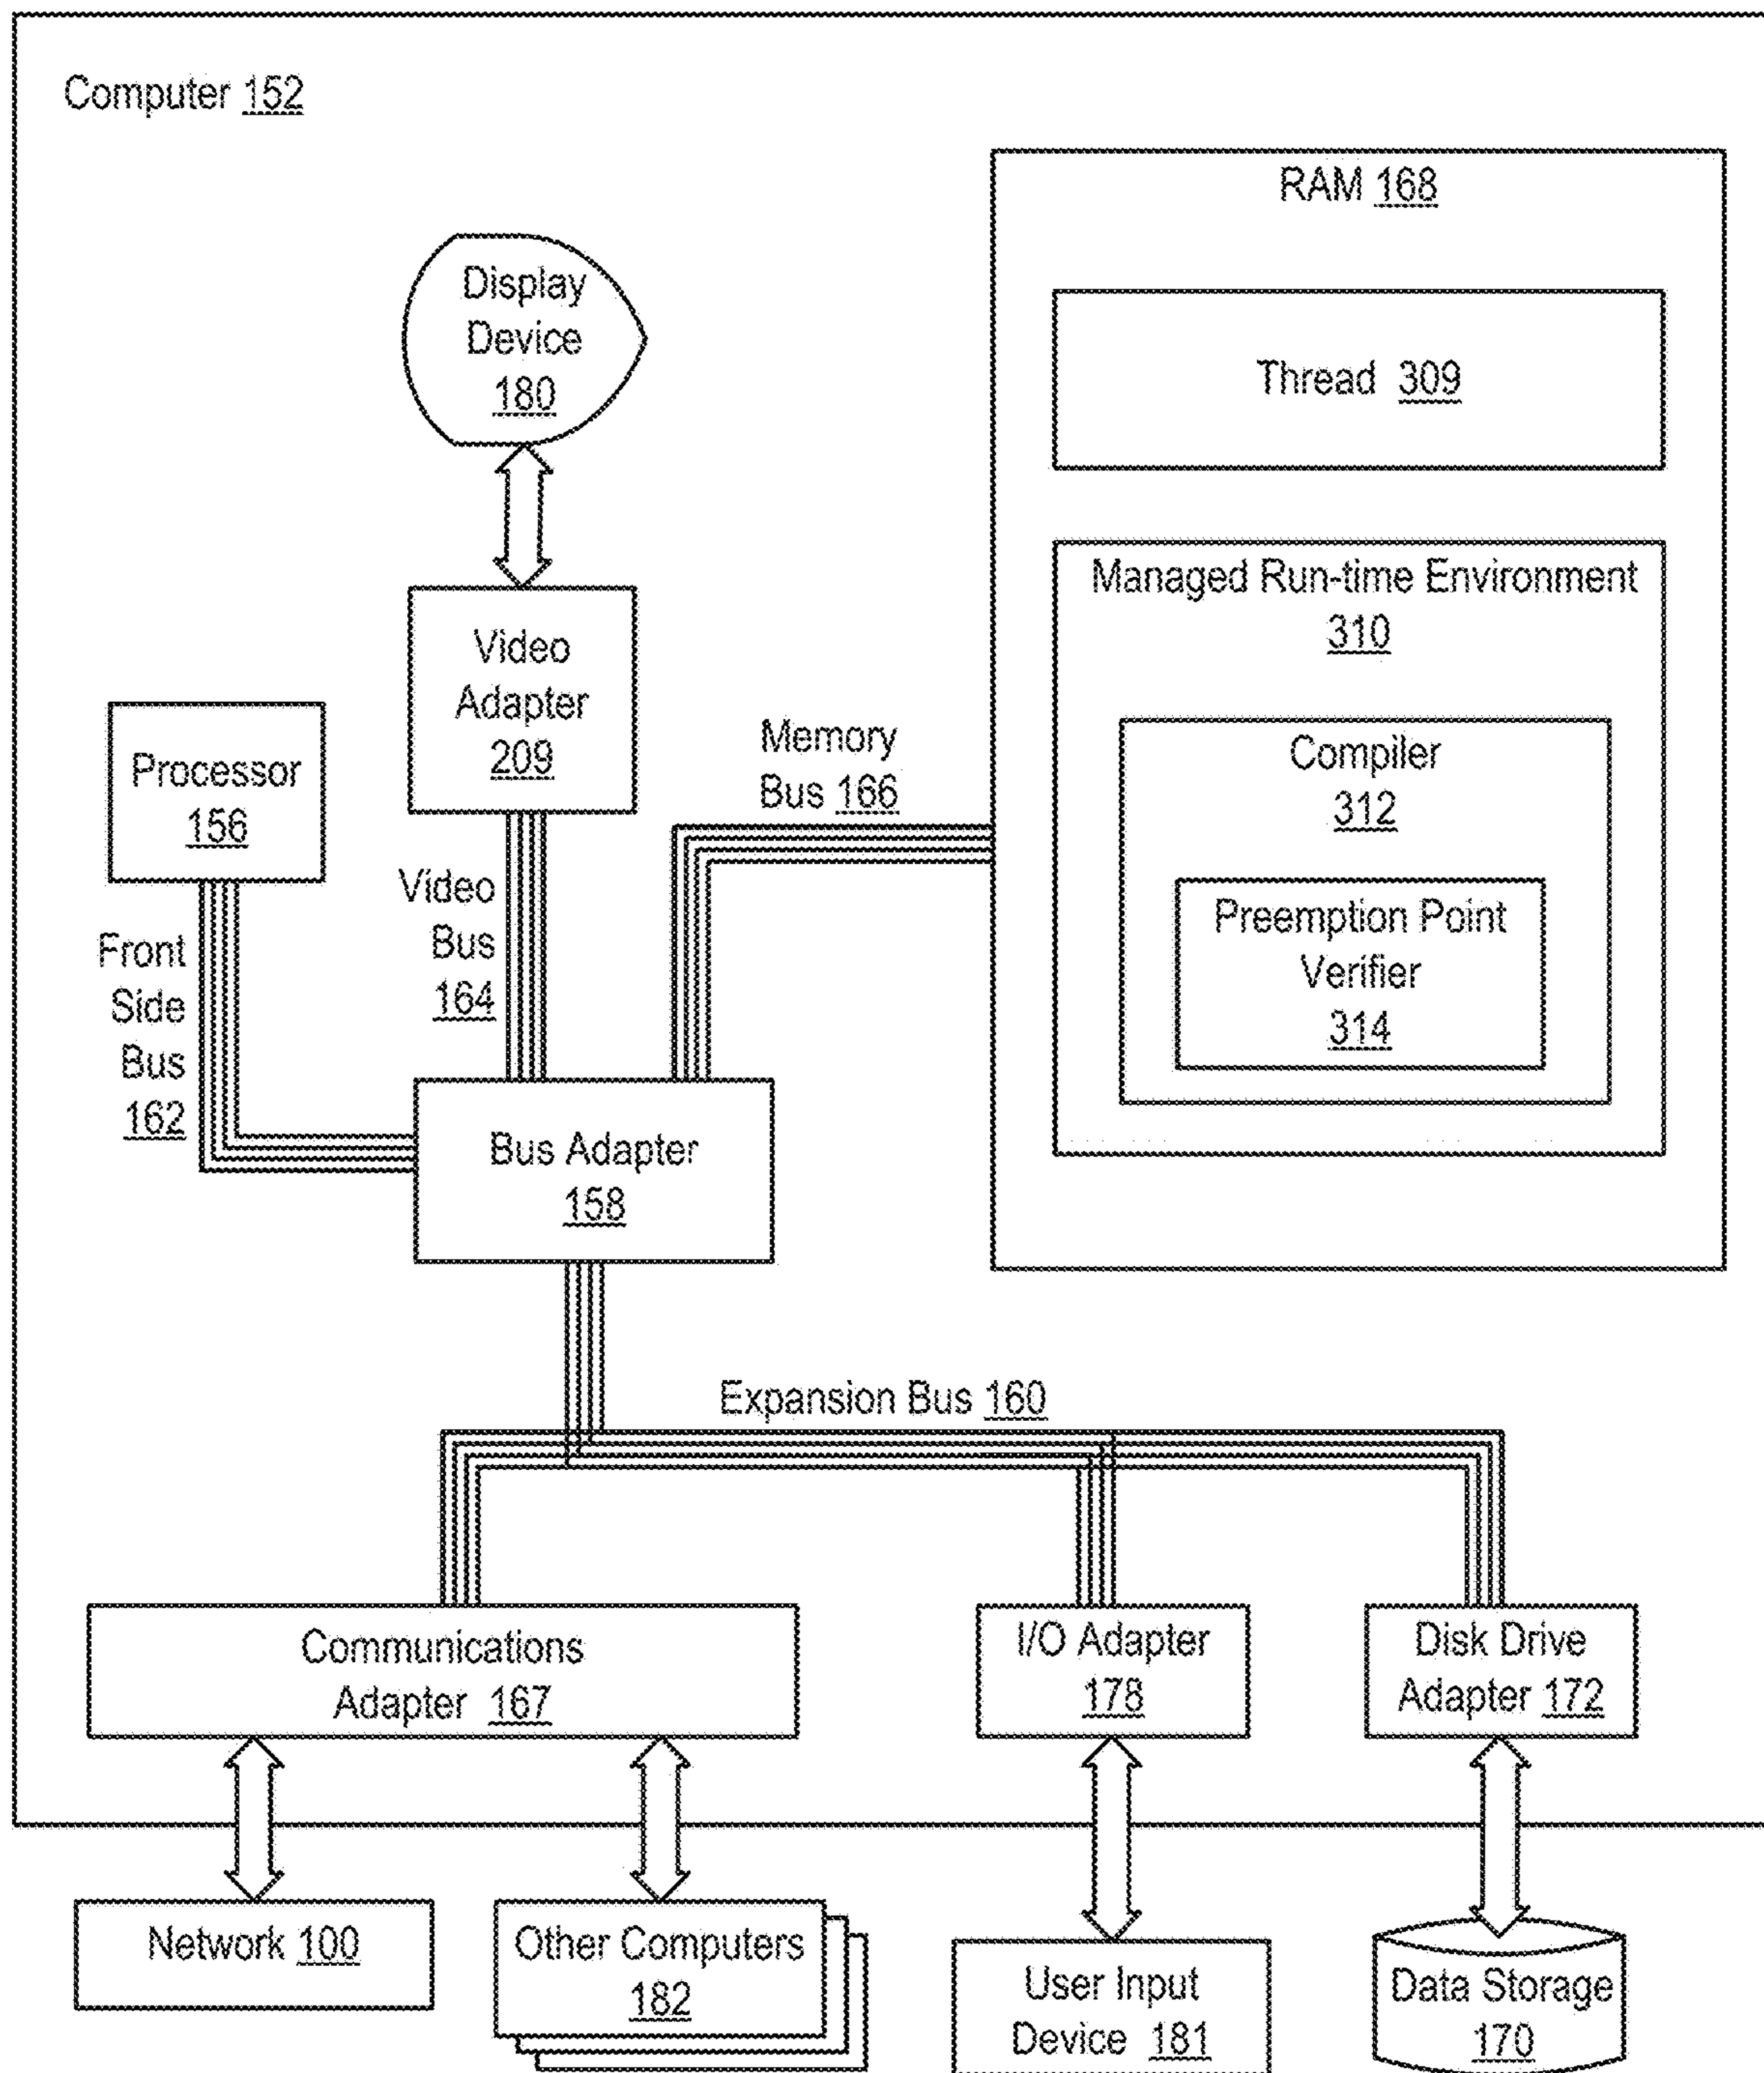 Computer 152
RAM 168
Display
Device
180
Thread 309
Managed Run-time Environment
310
Video
Adapter
209
Processor
156
Memory
Bus 166
Compiler
312
Video
Bus
164
Preemption Point
Verifier
314
Front
Side
Bus
162
Bus Adapter
158
Expansion Bus 160
Communications
Adapter 167
I/O Adapter
178
Disk Drive
Adapter 172
Network 100
Other Computers
182
User Input
Device 181
Data Storage
170